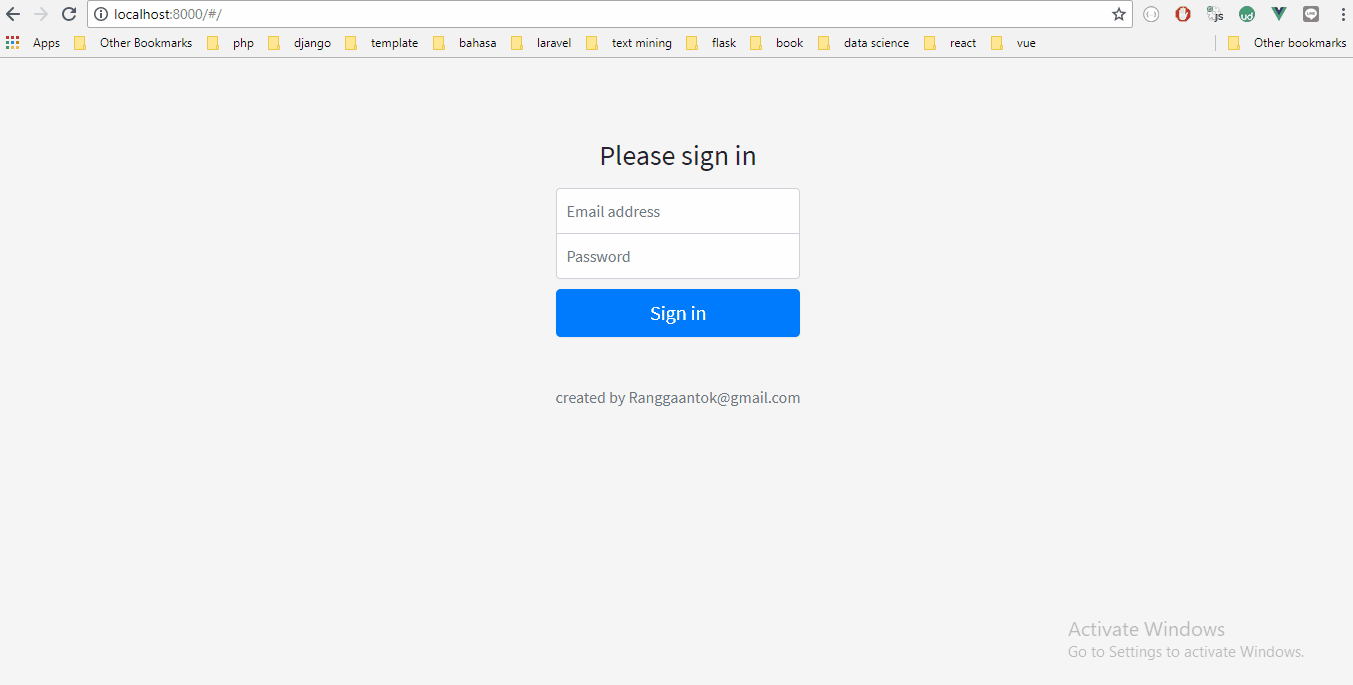 localhost:8000/#/
Apps Other Bookmarks php django template bahasa laravel text mining flask book data science react vue Other bookmarks
Please sign in
Email address
Password
Sign in
created by Ranggaantok@gmail.com
Activate Windows
Go to Settings to activate Windows.